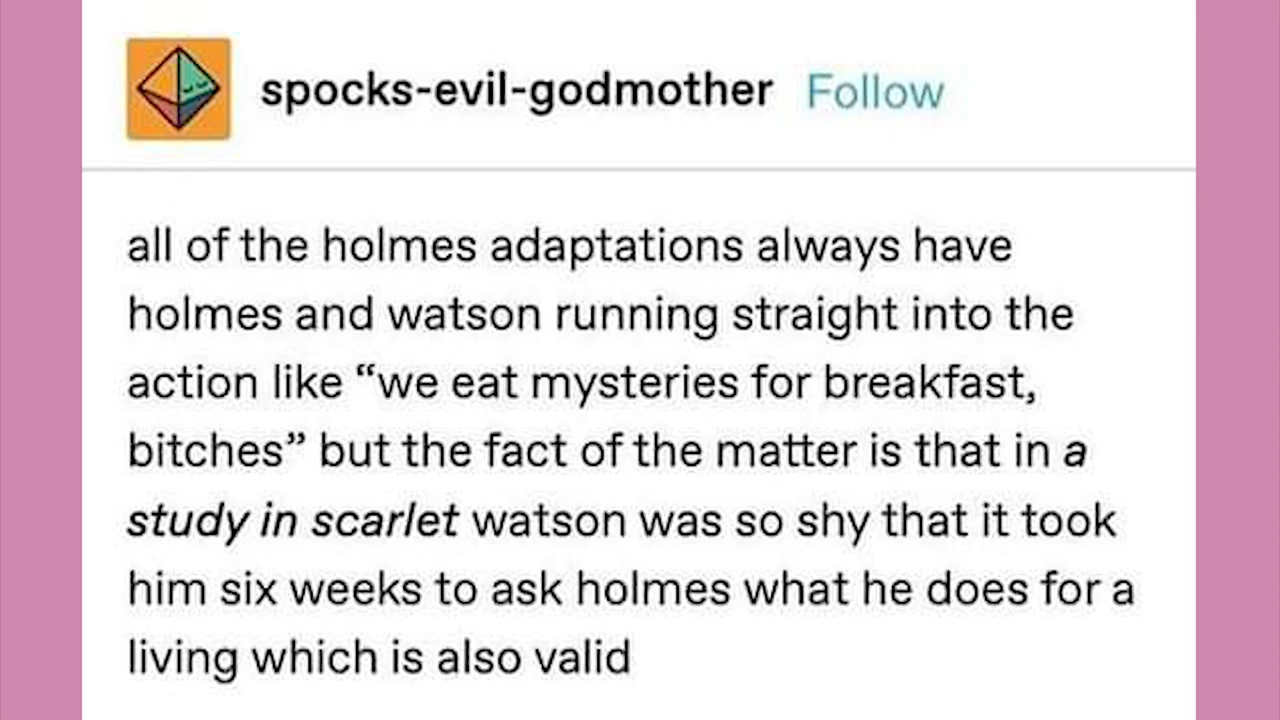 spocks-evil-godmother Follow
all of the holmes adaptations always have
holmes and watson running straight into the
action like “we eat mysteries for breakfast,
bitches” but the fact of the matter is that in a
study in scarlet watson was so shy that it took
him six weeks to ask holmes what he does for a
living which is also valid